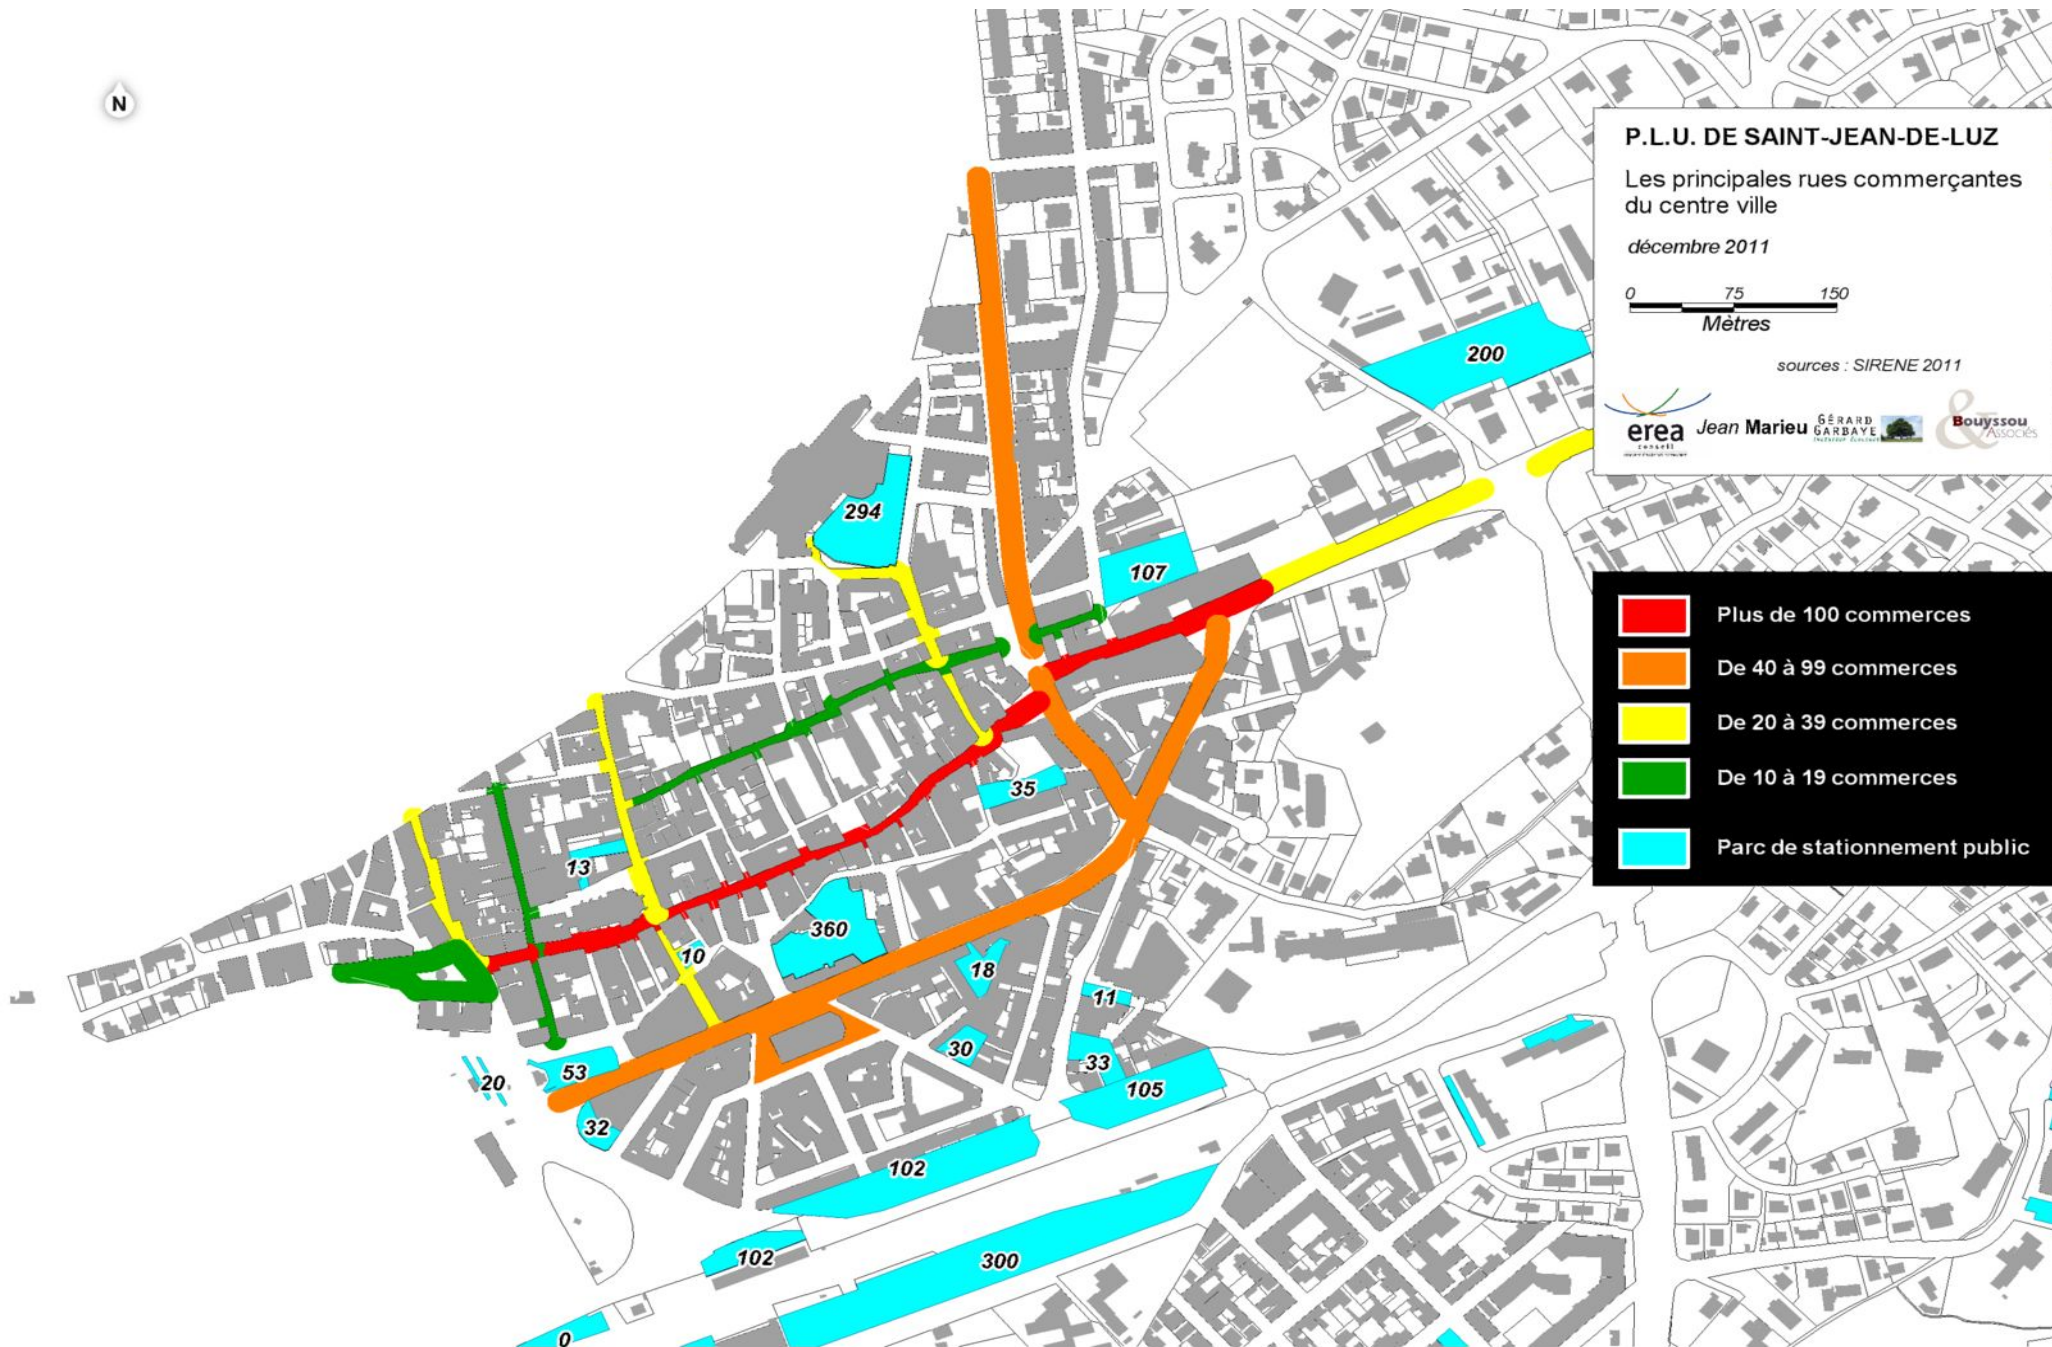 N
P.L.U. DE SAINT-JEAN-DE-LUZ
Les principales rues commerçantes
du centre ville
décembre 2011
0 75 150
Mètres
sources : SIRENE 2011
erea
conseil
Jean Marieu
GÉRARD
GARBAYE
&
Bouyssou
Associés
Plus de 100 commerces
De 40 à 99 commerces
De 20 à 39 commerces
De 10 à 19 commerces
Parc de stationnement public
200
294
107
35
13
360
10
18
11
30
33
53
20
105
32
102
102
300
0